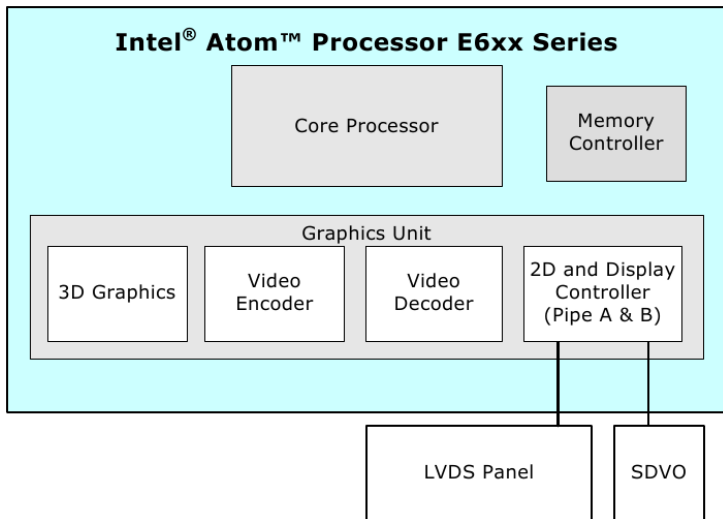 Intel® Atom™ Processor E6xx Series
Core Processor
Memory
Controller
Graphics Unit
3D Graphics
Video
Encoder
Video
Decoder
2D and Display
Controller
(Pipe A & B)
LVDS Panel
SDVO